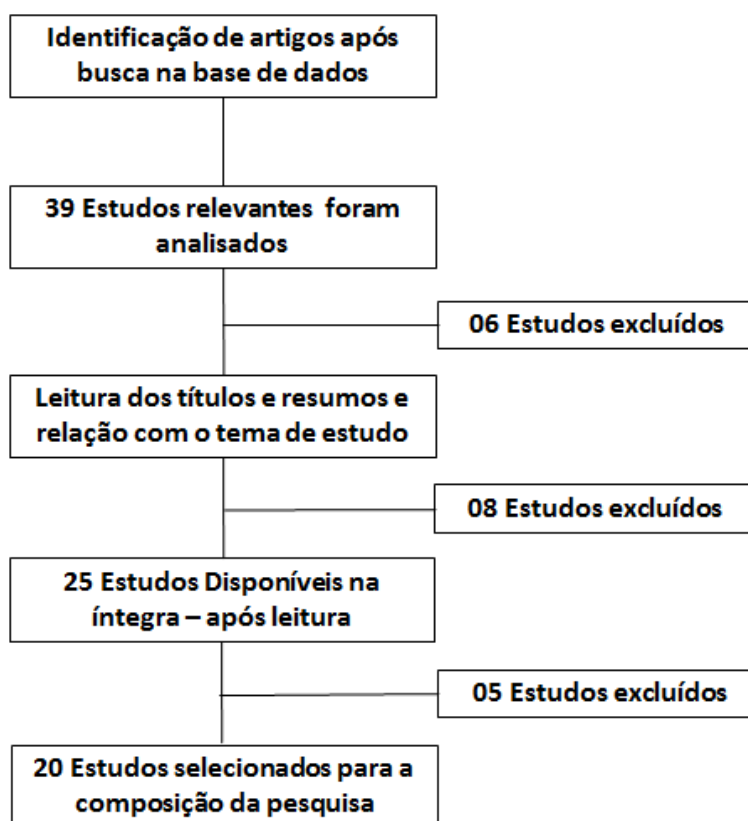 Identificação de artigos após
busca na base de dados
39 Estudos relevantes foram
analisados
06 Estudos excluídos
Leitura dos títulos e resumos e
relação com o tema de estudo
08 Estudos excluídos
25 Estudos Disponíveis na
íntegra – após leitura
05 Estudos excluídos
20 Estudos selecionados para a
composição da pesquisa